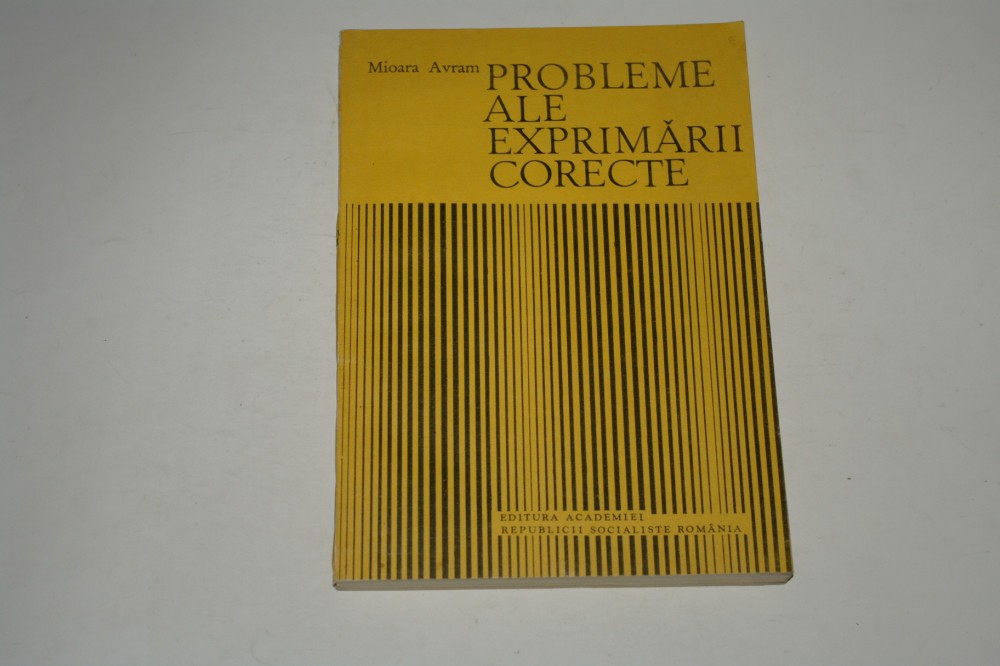 Mioara Avram
PROBLEME
ALE
EXPRIMĂRII
CORECTE
EDITURA ACADEMIEI
REPUBLICII SOCIALISTE ROMÂNIA